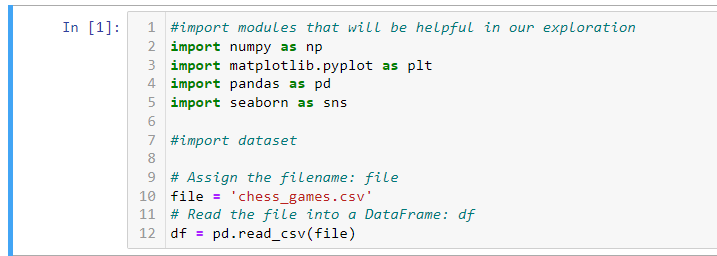 In [1]:
1 #import modules that will be helpful in our exploration
2 import numpy as np
3 import matplotlib.pyplot as plt
4 import pandas as pd
5 import seaborn as sns
6
7 #import dataset
8
9 # Assign the filename: file
10 file = 'chess_games.csv'
11 # Read the file into a DataFrame: df
12 df = pd.read_csv(file)